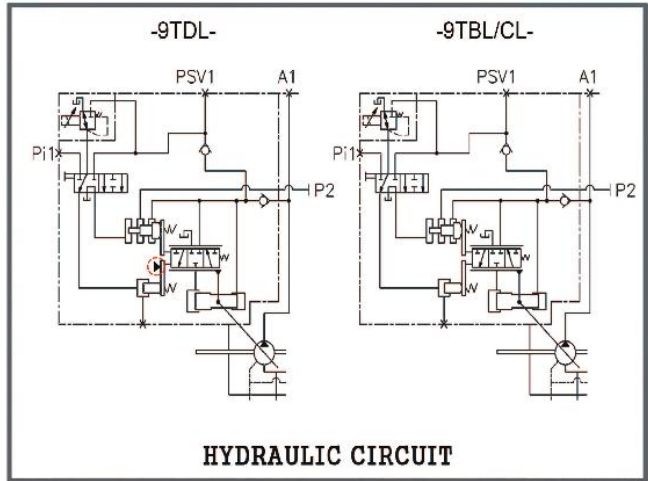 -9TDL- -9TBL/CL-
PSV1 A1 PSV1 A1
Pi1 Pi1
P2 P2
HYDRAULIC CIRCUIT